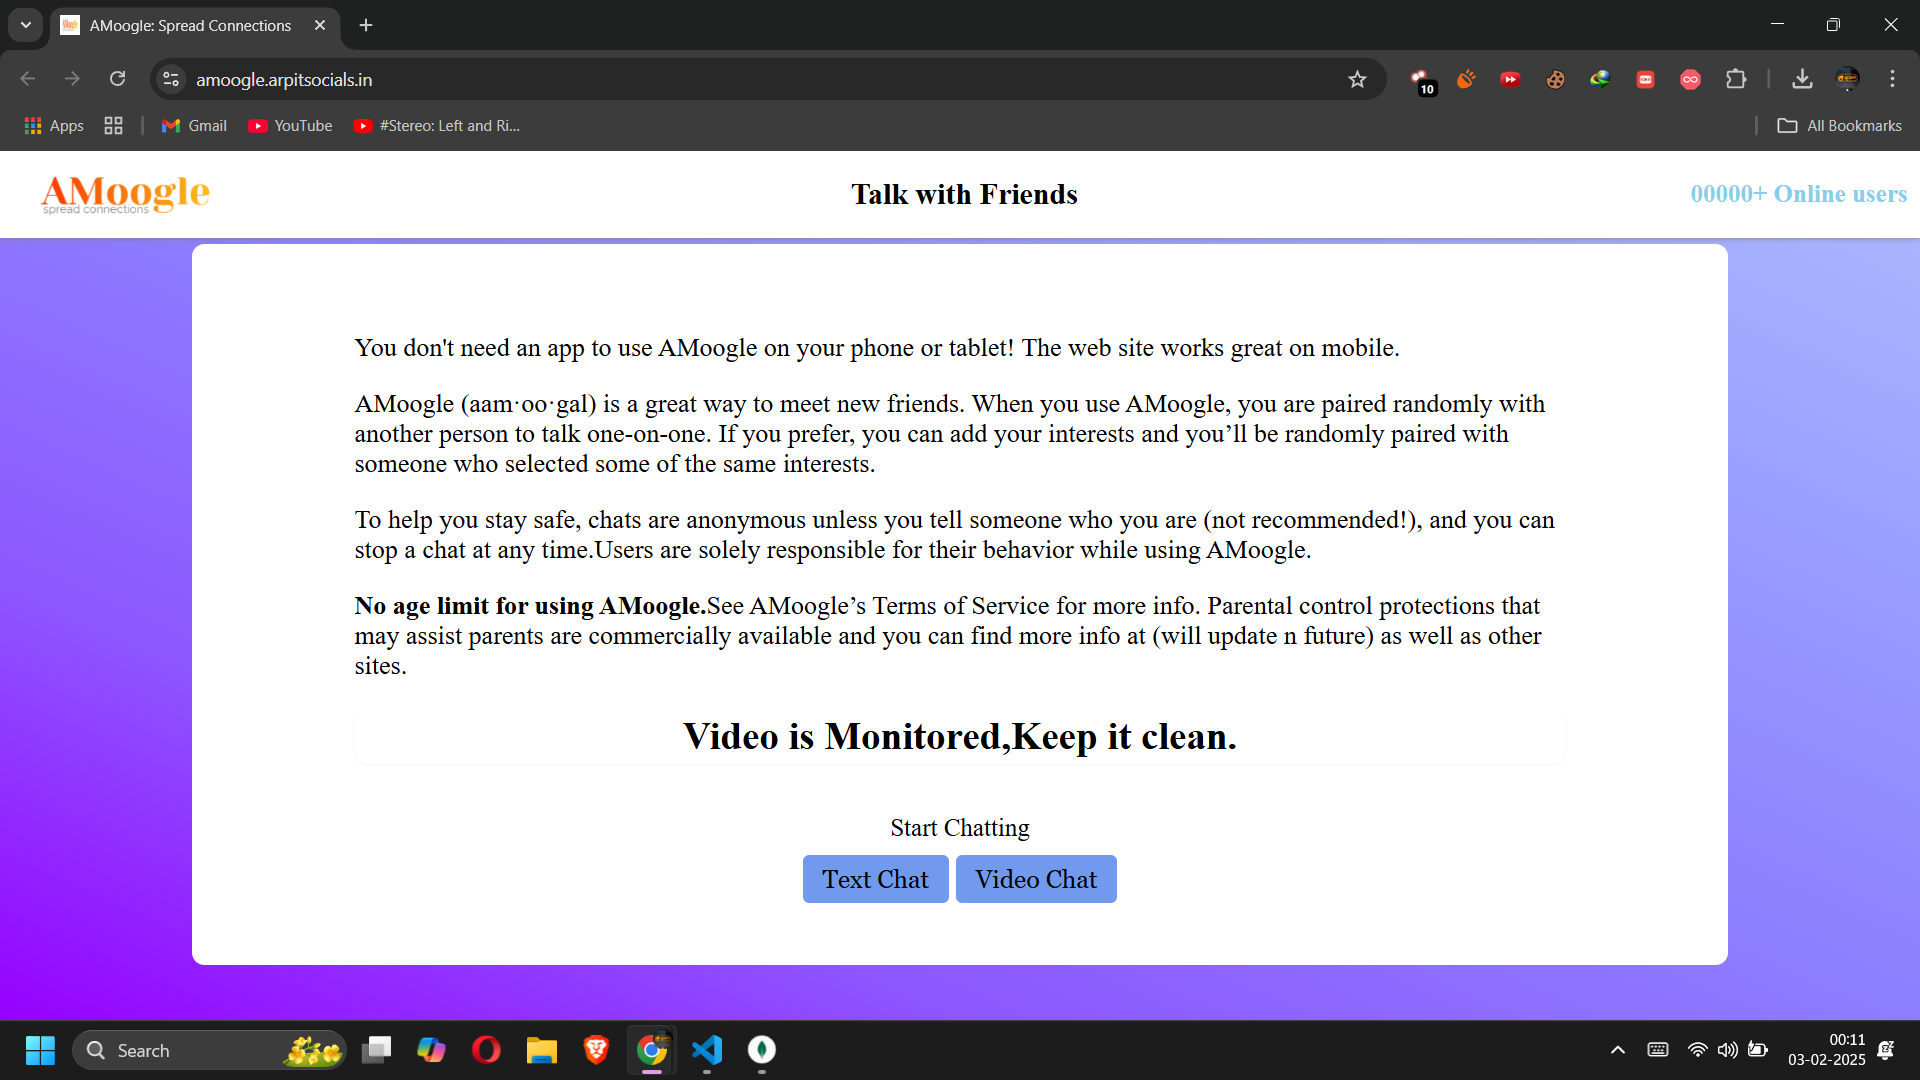 AMoogle: Spread Connections
amoogle.arpitsocials.in
10
Apps
Gmail
YouTube
#Stereo: Left and Ri...
All Bookmarks
AMoogle
spread connections
Talk with Friends
00000+ Online users
You don't need an app to use AMoogle on your phone or tablet! The web site works great on mobile.
AMoogle (aam·oo·gal) is a great way to meet new friends. When you use AMoogle, you are paired randomly with
another person to talk one-on-one. If you prefer, you can add your interests and you’ll be randomly paired with
someone who selected some of the same interests.
To help you stay safe, chats are anonymous unless you tell someone who you are (not recommended!), and you can
stop a chat at any time.Users are solely responsible for their behavior while using AMoogle.
No age limit for using AMoogle.See AMoogle’s Terms of Service for more info. Parental control protections that
may assist parents are commercially available and you can find more info at (will update n future) as well as other
sites.
Video is Monitored,Keep it clean.
Start Chatting
Text Chat
Video Chat
Search
00:11
03-02-2025